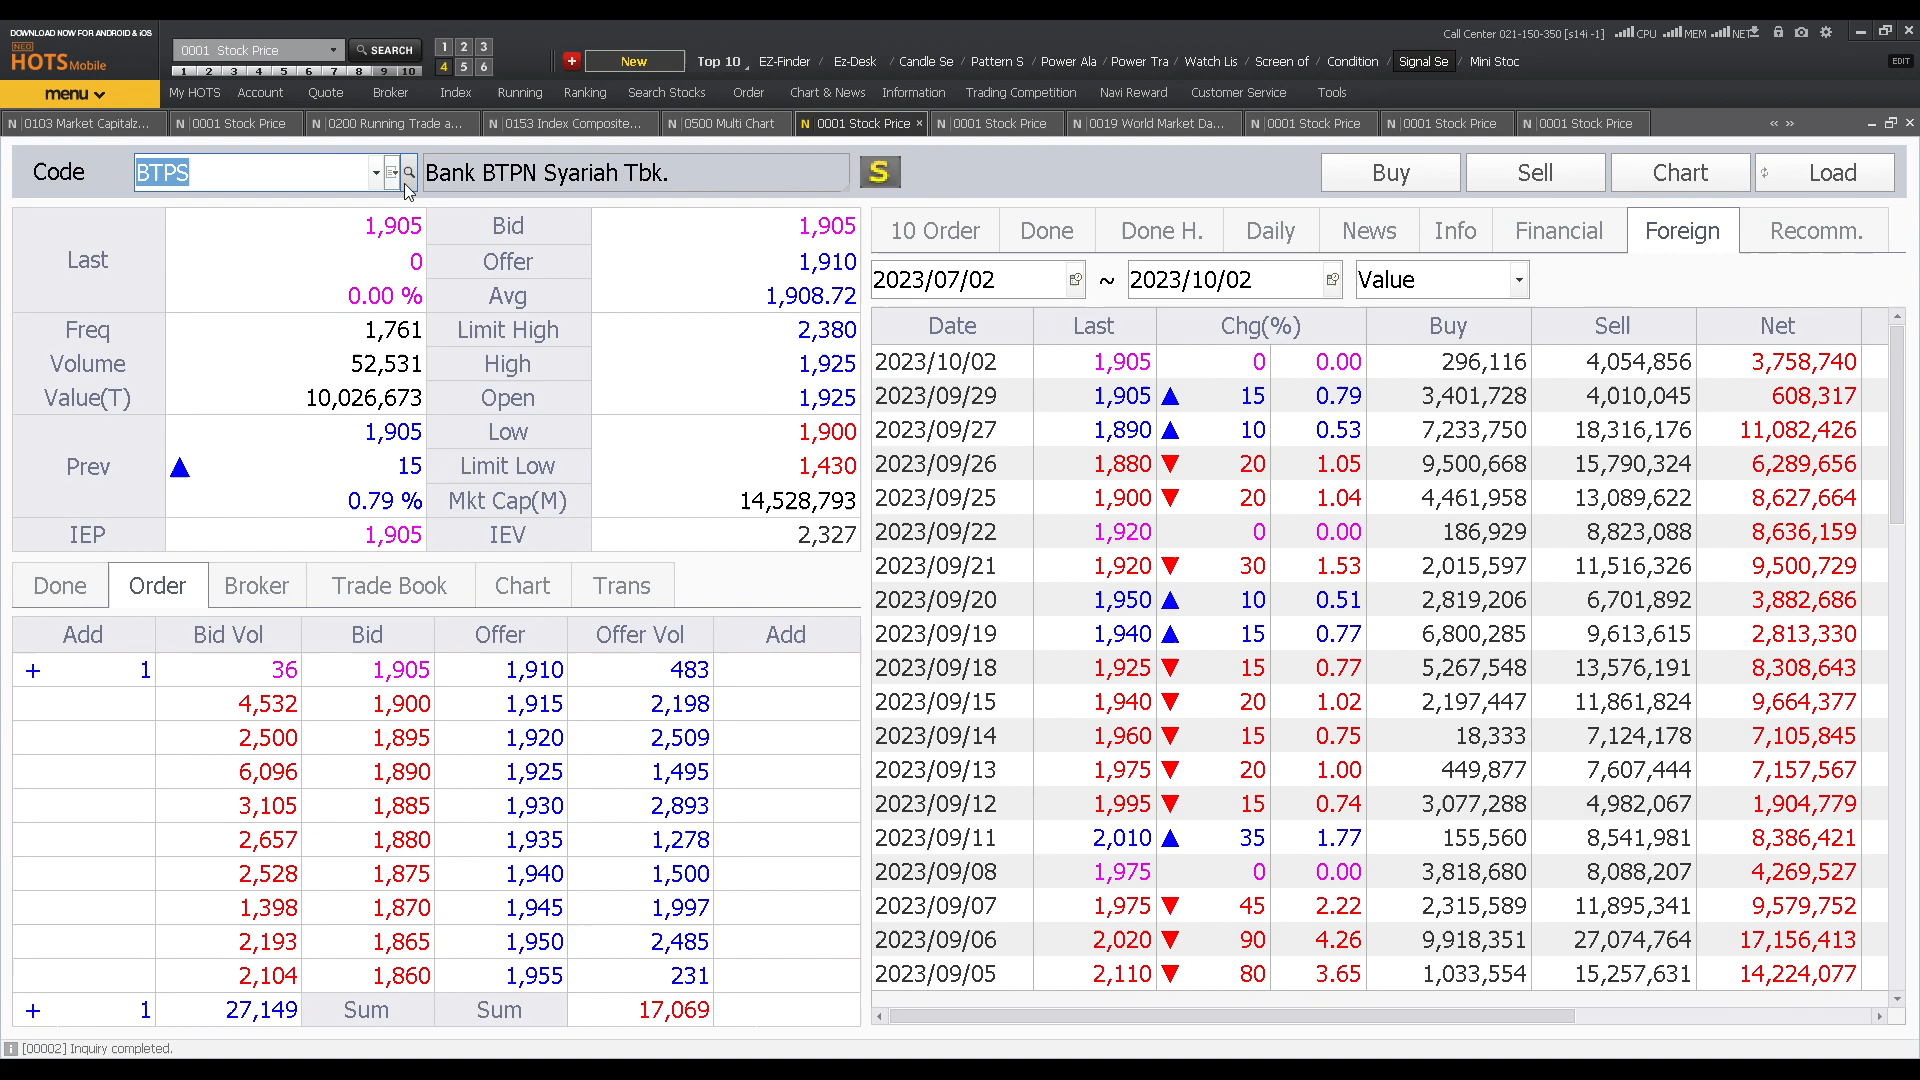 DOWNLOAD NOW FOR ANDROID & iOS
NEO
HOTS Mobile
0001 Stock Price
SEARCH
1 2 3 4 5 6 7 8 9 10
1 2 3
4 5 6
New
Top 10 EZ-Finder / Ez-Desk / Candle Se / Pattern S / Power Ala / Power Tra / Watch Lis / Screen of / Condition / Signal Se / Mini Stoc
Call Center 021-150-350 [s14i -1] CPU MEM NET
EDIT
menu
My HOTS Account Quote Broker Index Running Ranking Search Stocks Order Chart & News Information Trading Competition Navi Reward Customer Service Tools
N 0103 Market Capitalz... N 0001 Stock Price N 0200 Running Trade a... N 0153 Index Composite... N 0500 Multi Chart N 0001 Stock Price × N 0001 Stock Price N 0019 World Market Da... N 0001 Stock Price N 0001 Stock Price N 0001 Stock Price « »
Code BTPS Bank BTPN Syariah Tbk. S Buy Sell Chart Load
Last 1,905 Bid 1,905
0 Offer 1,910
0.00 % Avg 1,908.72
Freq 1,761 Limit High 2,380
Volume 52,531 High 1,925
Value(T) 10,026,673 Open 1,925
Prev 1,905 Low 1,900
▲ 15 Limit Low 1,430
0.79 % Mkt Cap(M) 14,528,793
IEP 1,905 IEV 2,327
Done Order Broker Trade Book Chart Trans
Add Bid Vol Bid Offer Offer Vol Add
+ 1 36 1,905 1,910 483
4,532 1,900 1,915 2,198
2,500 1,895 1,920 2,509
6,096 1,890 1,925 1,495
3,105 1,885 1,930 2,893
2,657 1,880 1,935 1,278
2,528 1,875 1,940 1,500
1,398 1,870 1,945 1,997
2,193 1,865 1,950 2,485
2,104 1,860 1,955 231
+ 1 27,149 Sum Sum 17,069
10 Order Done Done H. Daily News Info Financial Foreign Recomm.
2023/07/02 ~ 2023/10/02 Value
Date Last Chg(%) Buy Sell Net
2023/10/02 1,905 0 0.00 296,116 4,054,856 3,758,740
2023/09/29 1,905 ▲ 15 0.79 3,401,728 4,010,045 608,317
2023/09/27 1,890 ▲ 10 0.53 7,233,750 18,316,176 11,082,426
2023/09/26 1,880 ▼ 20 1.05 9,500,668 15,790,324 6,289,656
2023/09/25 1,900 ▼ 20 1.04 4,461,958 13,089,622 8,627,664
2023/09/22 1,920 0 0.00 186,929 8,823,088 8,636,159
2023/09/21 1,920 ▼ 30 1.53 2,015,597 11,516,326 9,500,729
2023/09/20 1,950 ▲ 10 0.51 2,819,206 6,701,892 3,882,686
2023/09/19 1,940 ▲ 15 0.77 6,800,285 9,613,615 2,813,330
2023/09/18 1,925 ▼ 15 0.77 5,267,548 13,576,191 8,308,643
2023/09/15 1,940 ▼ 20 1.02 2,197,447 11,861,824 9,664,377
2023/09/14 1,960 ▼ 15 0.75 18,333 7,124,178 7,105,845
2023/09/13 1,975 ▼ 20 1.00 449,877 7,607,444 7,157,567
2023/09/12 1,995 ▼ 15 0.74 3,077,288 4,982,067 1,904,779
2023/09/11 2,010 ▲ 35 1.77 155,560 8,541,981 8,386,421
2023/09/08 1,975 0 0.00 3,818,680 8,088,207 4,269,527
2023/09/07 1,975 ▼ 45 2.22 2,315,589 11,895,341 9,579,752
2023/09/06 2,020 ▼ 90 4.26 9,918,351 27,074,764 17,156,413
2023/09/05 2,110 ▼ 80 3.65 1,033,554 15,257,631 14,224,077
[00002] Inquiry completed.